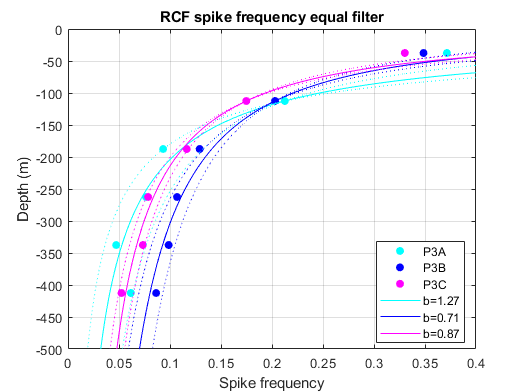 RCF spike frequency equal filter
0
-50
-100
-150
-200
-250
-300
-350
-400
-450
-500
Depth (m)
P3A
P3B
P3C
b=1.27
b=0.71
b=0.87
0 0.05 0.1 0.15 0.2 0.25 0.3 0.35 0.4
Spike frequency